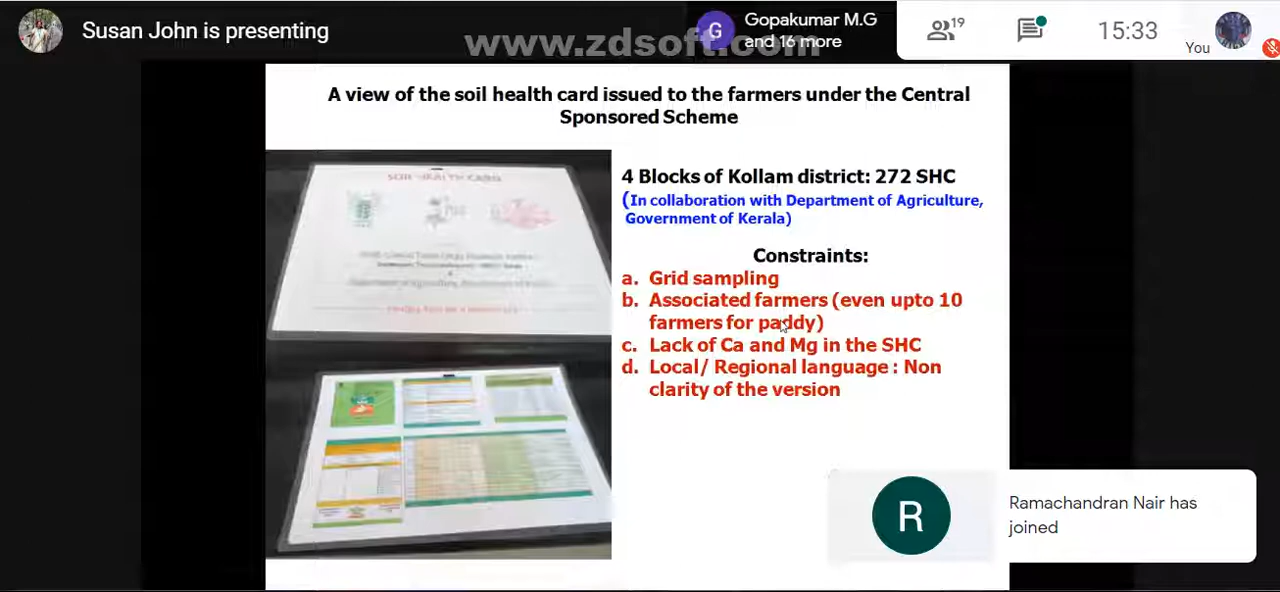 Susan John is presenting
Gopakumar M.G
and 16 more
19
15:33
You
www.zdsoft.com
G
A view of the soil health card issued to the farmers under the Central
Sponsored Scheme
SOIL HEALTH CARD
4 Blocks of Kollam district: 272 SHC
(In collaboration with Department of Agriculture,
Government of Kerala)
Constraints:
a. Grid sampling
b. Associated farmers (even upto 10
farmers for paddy)
c. Lack of Ca and Mg in the SHC
d. Local/ Regional language : Non
clarity of the version
R
Ramachandran Nair has
joined